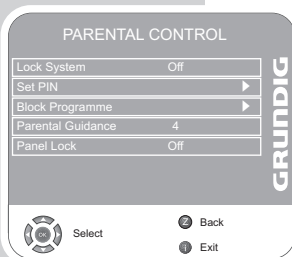 PARENTAL CONTROL
Lock System Off
Set PIN
Block Programme
Parental Guidance 4
Panel Lock Off
GRUNDIG
OK
Select
Z Back
i Exit